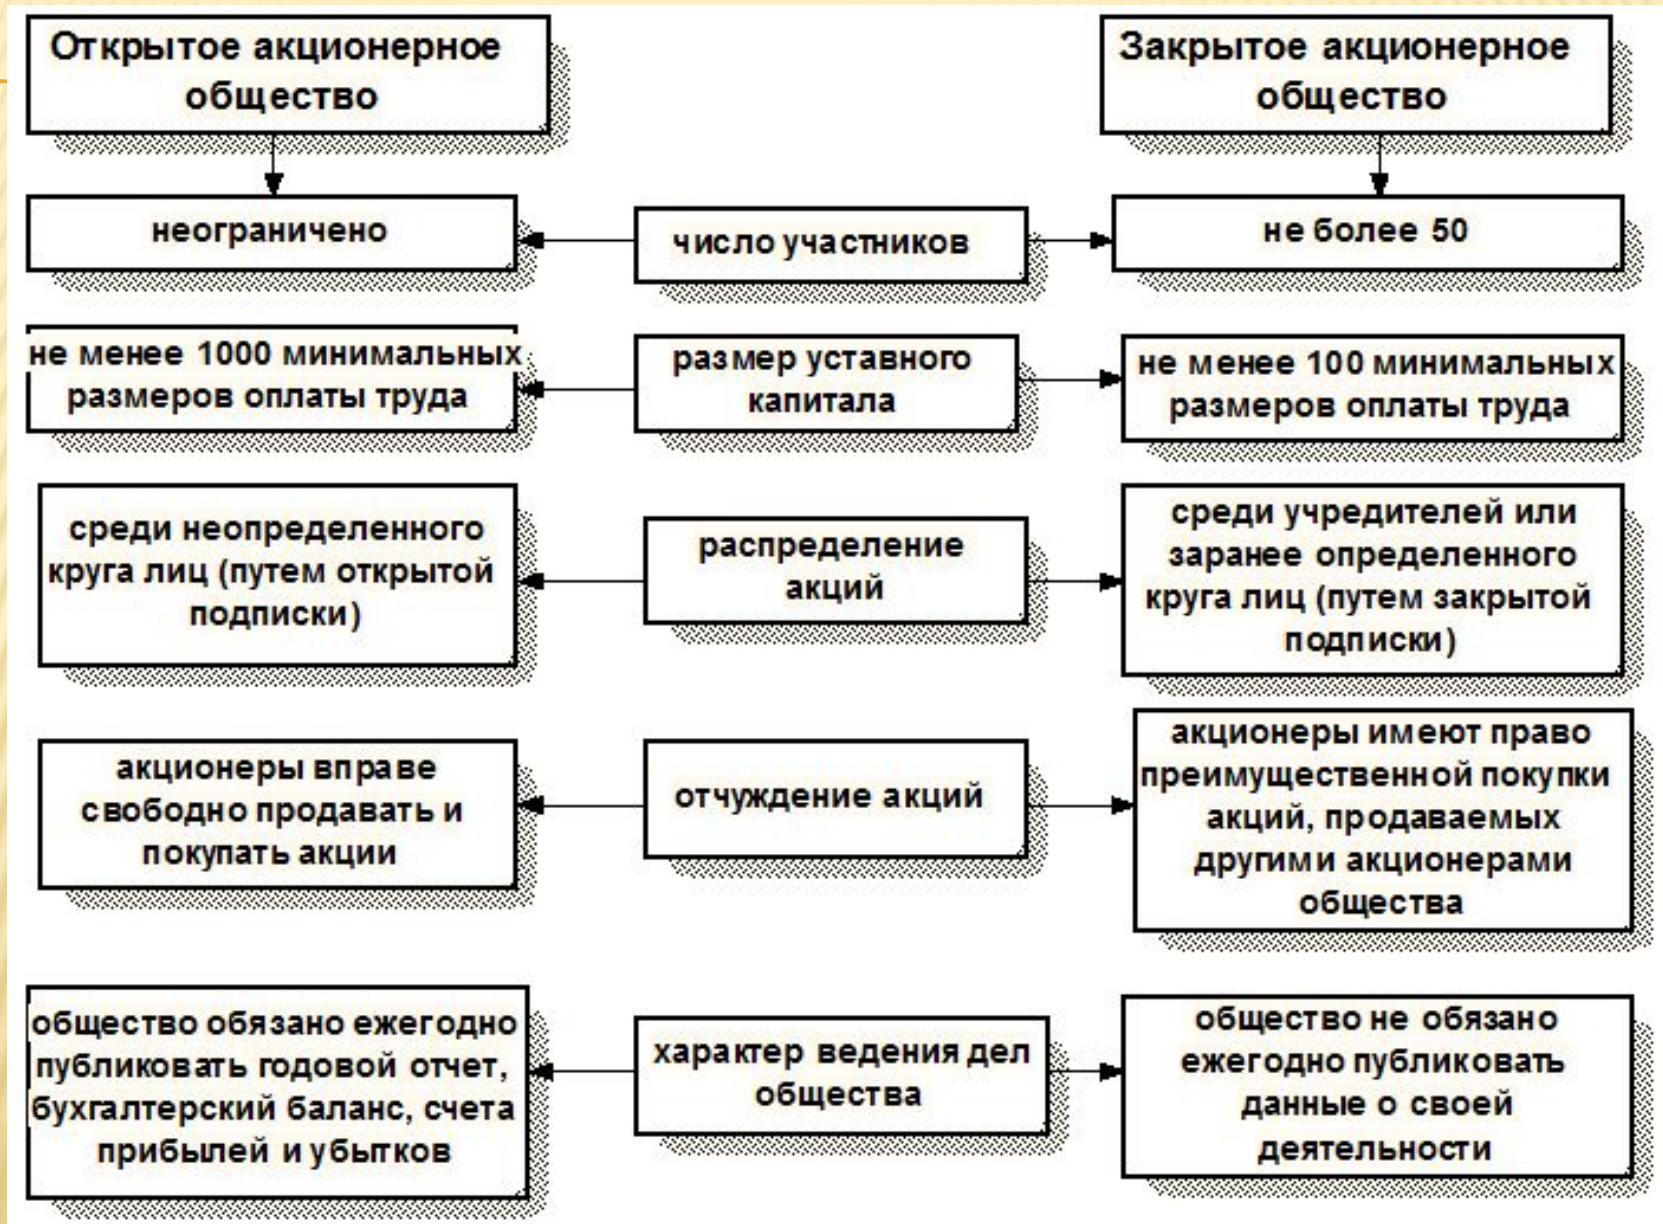 Открытое акционерное
общество
Закрытое акционерное
общество
неограничено
число участников
не более 50
не менее 1000 минимальных
размеров оплаты труда
размер уставного
капитала
не менее 100 минимальных
размеров оплаты труда
среди неопределенного
круга лиц (путем открытой
подписки)
распределение
акций
среди учредителей или
заранее определенного
круга лиц (путем закрытой
подписки)
акционеры вправе
свободно продавать и
покупать акции
отчуждение акций
акционеры имеют право
преимущественной покупки
акций, продаваемых
другими акционерами
общества
общество обязано ежегодно
публиковать годовой отчет,
бухгалтерский баланс, счета
прибылей и убытков
характер ведения дел
общества
общество не обязано
ежегодно публиковать
данные о своей
деятельности